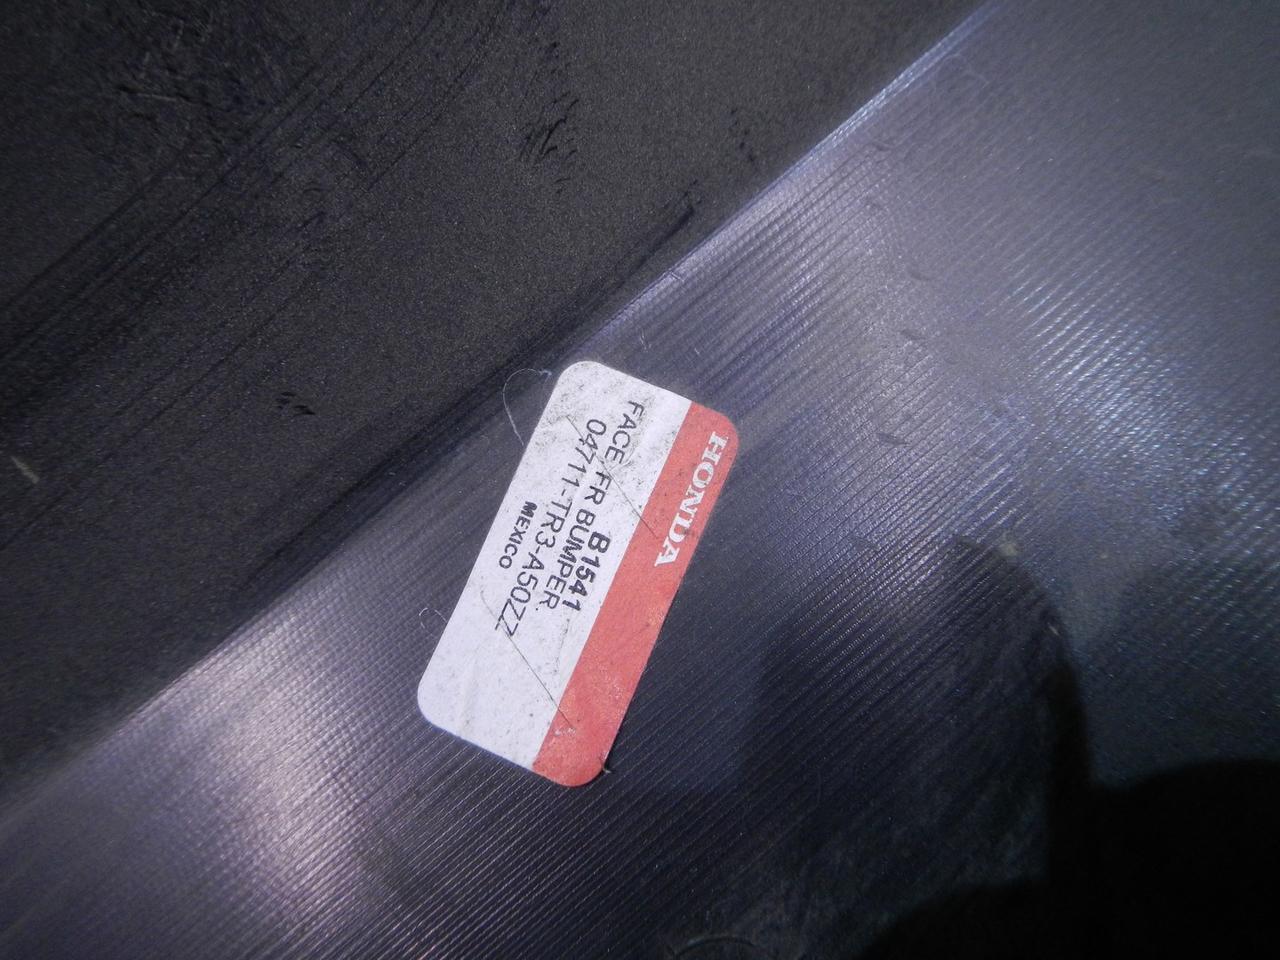 HONDA
B1541
FACE, FR BUMPER.
04711-TR3-A50ZZ
MEXICO